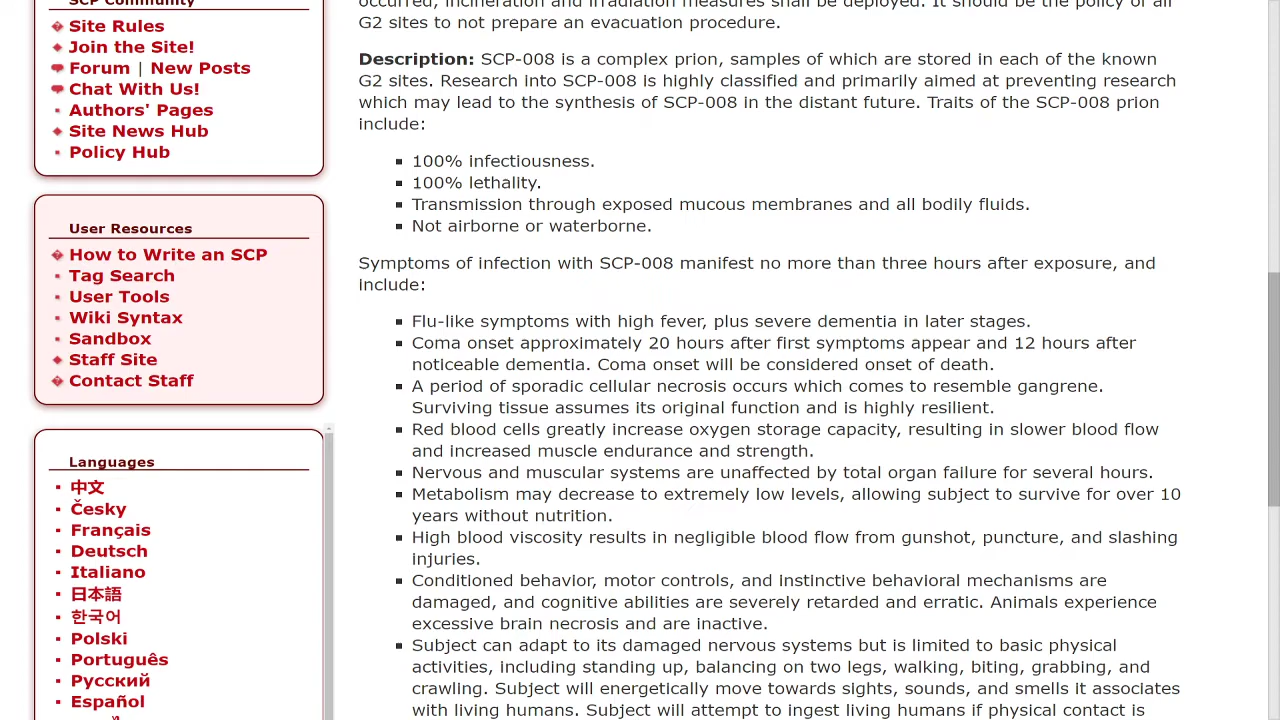 SCP Community
Site Rules
Join the Site!
Forum | New Posts
Chat With Us!
Authors' Pages
Site News Hub
Policy Hub
User Resources
How to Write an SCP
Tag Search
User Tools
Wiki Syntax
Sandbox
Staff Site
Contact Staff
Languages
中文
Česky
Français
Deutsch
Italiano
日本語
한국어
Polski
Português
Русский
Español
occurred, incineration and irradiation measures shall be deployed. It should be the policy of all
G2 sites to not prepare an evacuation procedure.
Description: SCP-008 is a complex prion, samples of which are stored in each of the known
G2 sites. Research into SCP-008 is highly classified and primarily aimed at preventing research
which may lead to the synthesis of SCP-008 in the distant future. Traits of the SCP-008 prion
include:
100% infectiousness.
100% lethality.
Transmission through exposed mucous membranes and all bodily fluids.
Not airborne or waterborne.
Symptoms of infection with SCP-008 manifest no more than three hours after exposure, and
include:
Flu-like symptoms with high fever, plus severe dementia in later stages.
Coma onset approximately 20 hours after first symptoms appear and 12 hours after
noticeable dementia. Coma onset will be considered onset of death.
A period of sporadic cellular necrosis occurs which comes to resemble gangrene.
Surviving tissue assumes its original function and is highly resilient.
Red blood cells greatly increase oxygen storage capacity, resulting in slower blood flow
and increased muscle endurance and strength.
Nervous and muscular systems are unaffected by total organ failure for several hours.
Metabolism may decrease to extremely low levels, allowing subject to survive for over 10
years without nutrition.
High blood viscosity results in negligible blood flow from gunshot, puncture, and slashing
injuries.
Conditioned behavior, motor controls, and instinctive behavioral mechanisms are
damaged, and cognitive abilities are severely retarded and erratic. Animals experience
excessive brain necrosis and are inactive.
Subject can adapt to its damaged nervous systems but is limited to basic physical
activities, including standing up, balancing on two legs, walking, biting, grabbing, and
crawling. Subject will energetically move towards sights, sounds, and smells it associates
with living humans. Subject will attempt to ingest living humans if physical contact is